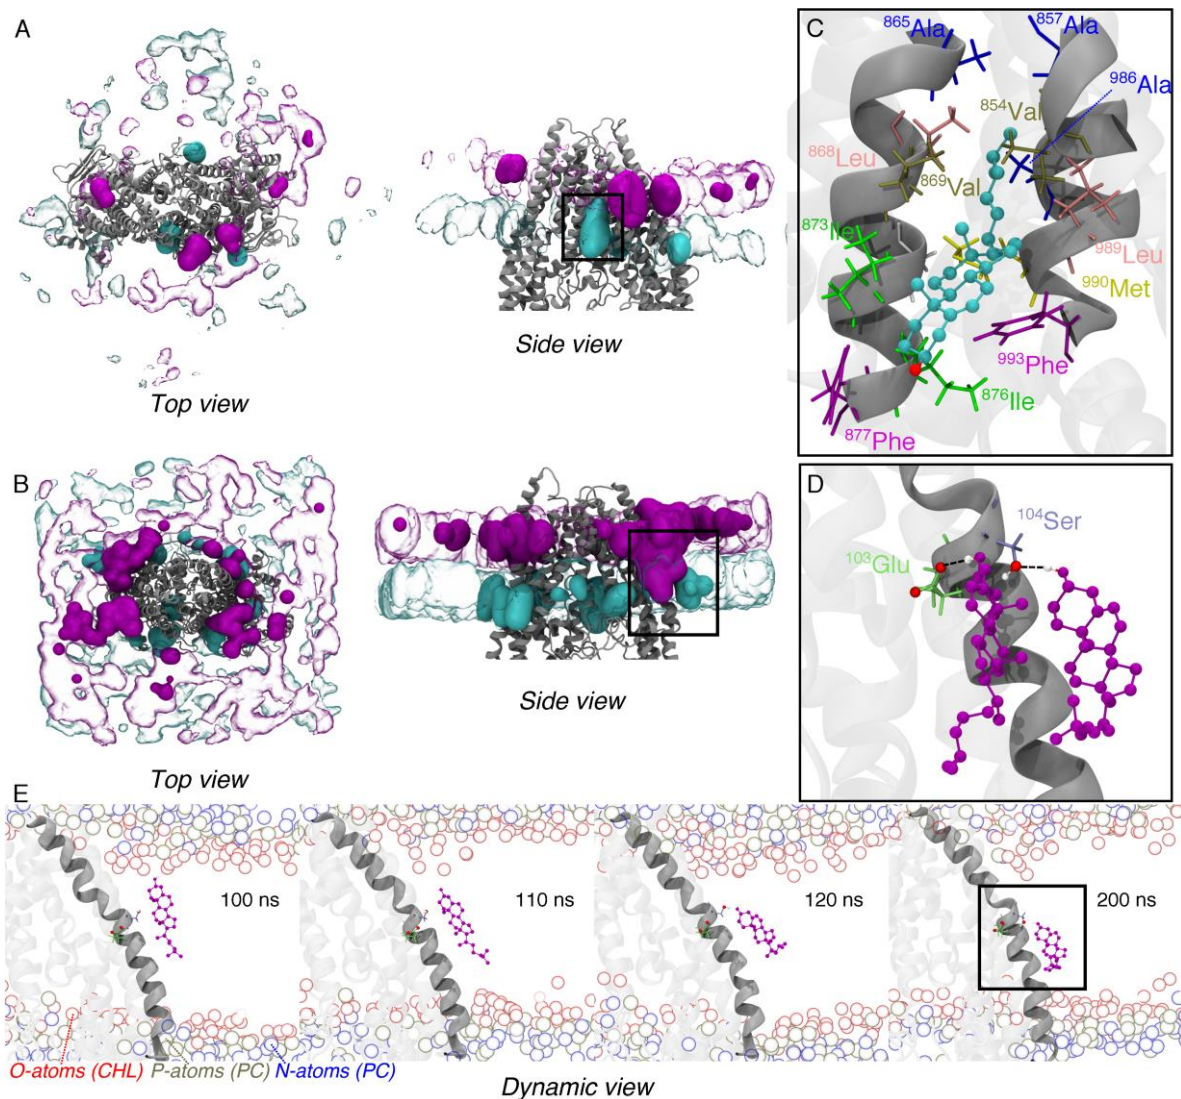 A
Top view
Side view
B
Top view
Side view
C
⁸⁶⁵Ala
⁸⁵⁷Ala
⁹⁸⁶Ala
⁸⁵⁴Val
⁸⁶⁸Leu
⁸⁶⁹Val
⁸⁷³Ile
⁹⁸⁹Leu
⁹⁹⁰Met
⁹⁹³Phe
⁸⁷⁶Ile
⁸⁷⁷Phe
D
¹⁰⁴Ser
¹⁰³Glu
E
100 ns
110 ns
120 ns
200 ns
O-atoms (CHL) P-atoms (PC) N-atoms (PC)
Dynamic view